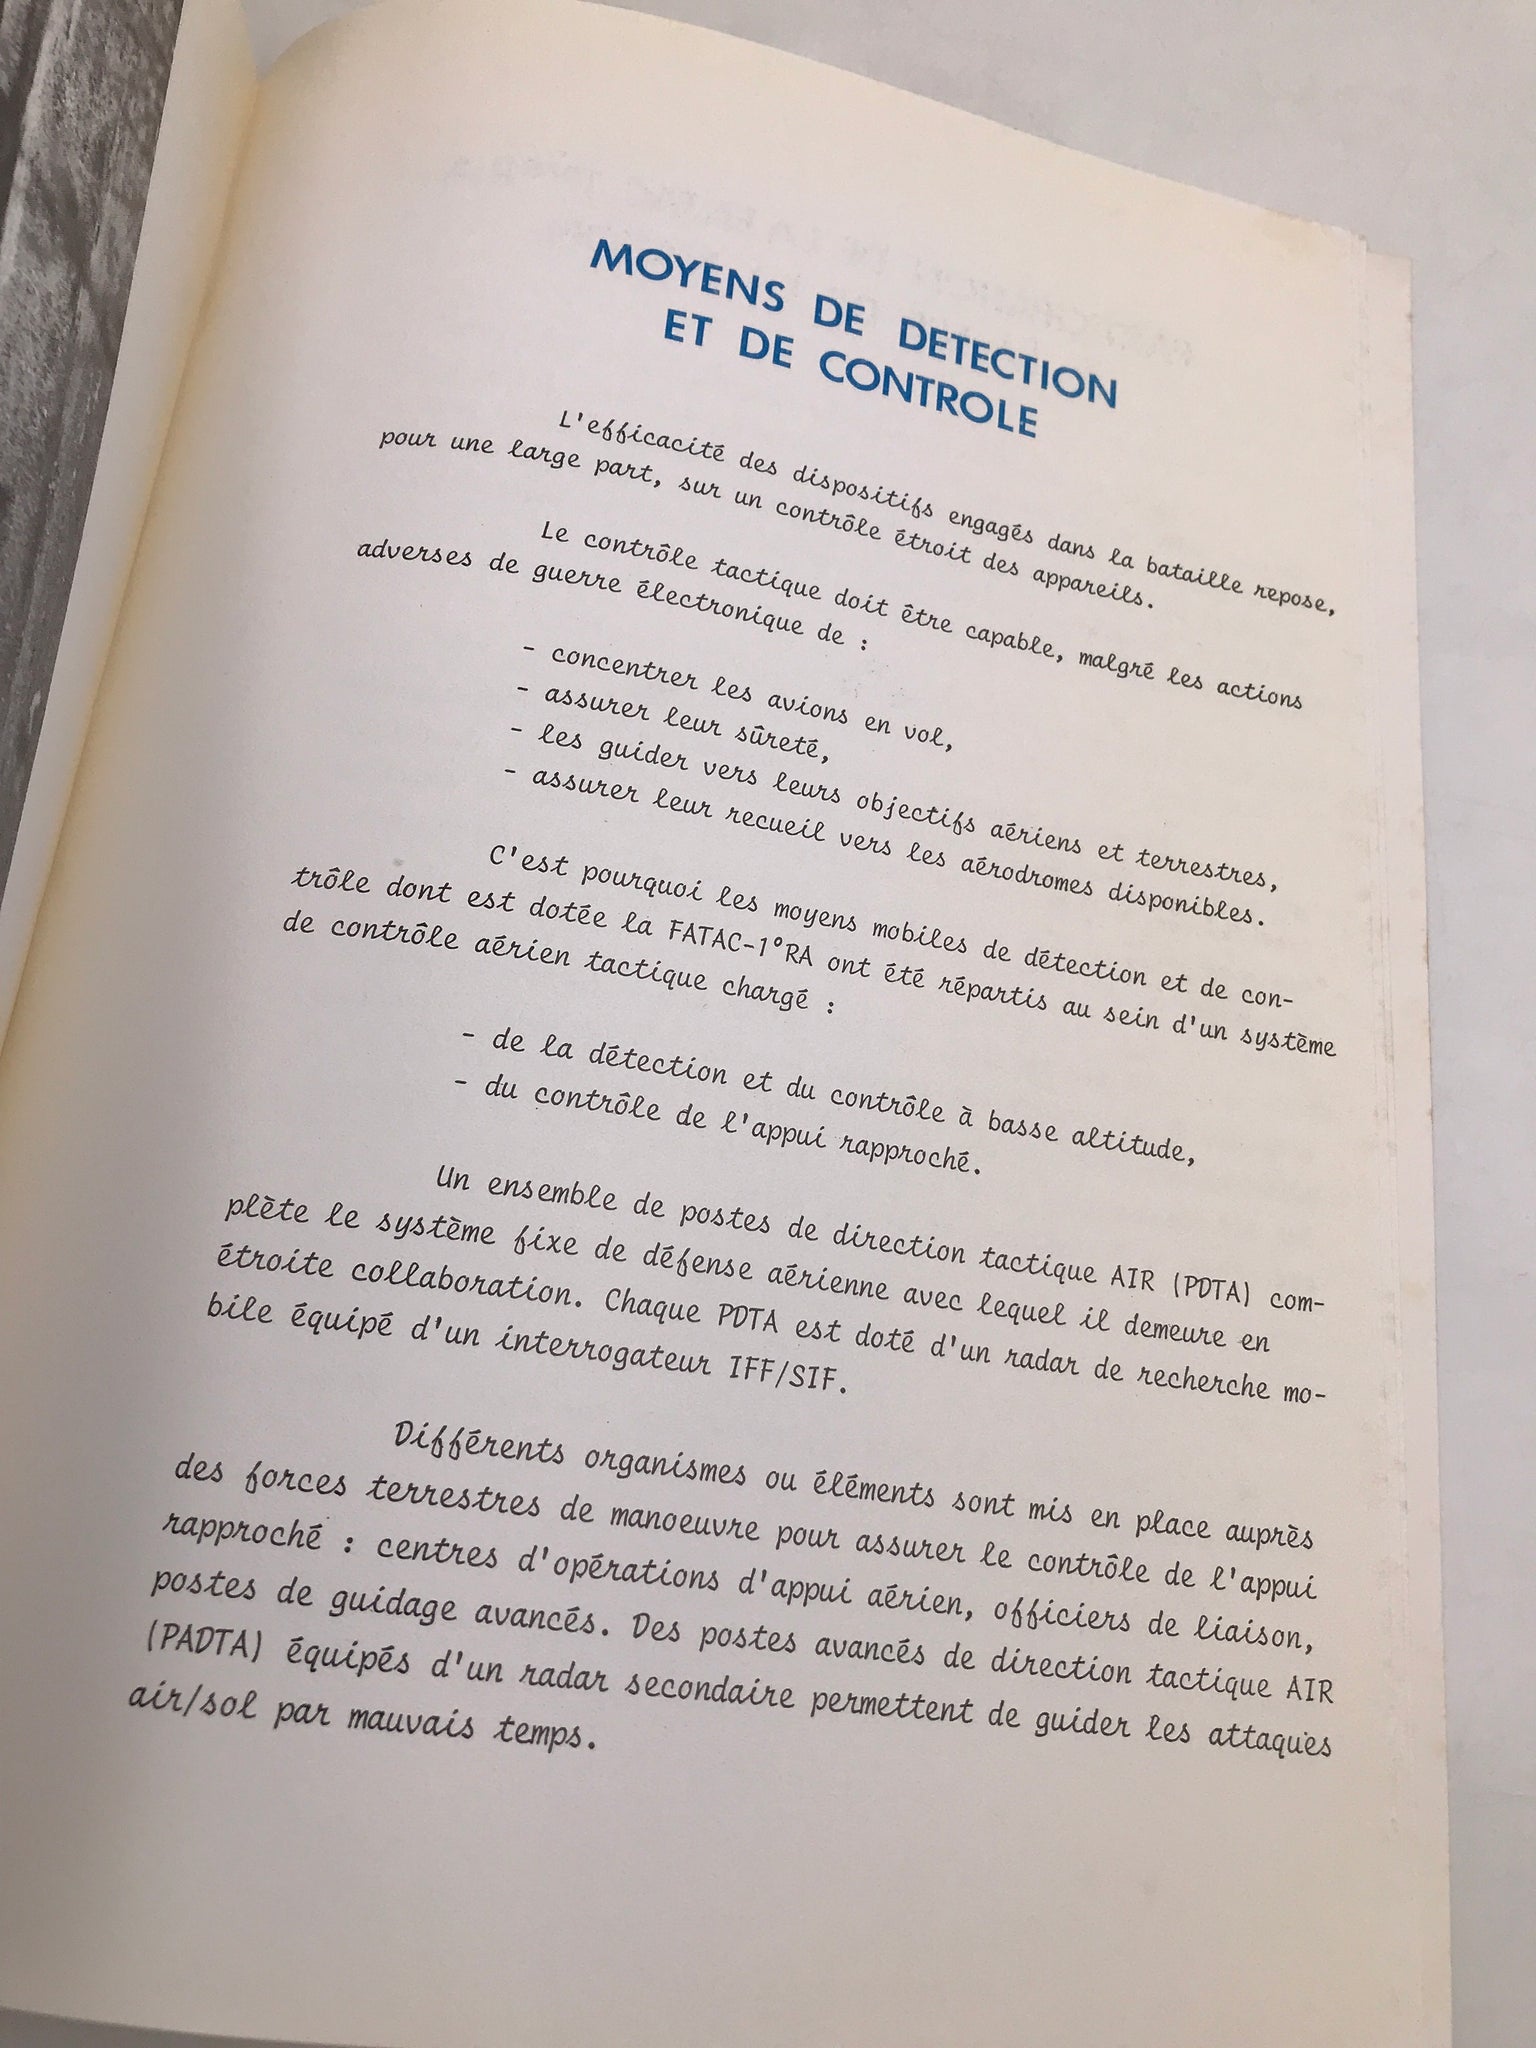 MOYENS DE DETECTION
ET DE CONTROLE
L'efficacité des dispositifs engagés dans la bataille repose,
pour une large part, sur un contrôle étroit des appareils.
Le contrôle tactique doit être capable, malgré les actions
adverses de guerre électronique de :
- concentrer les avions en vol,
- assurer leur sûreté,
- les guider vers leurs objectifs aériens et terrestres,
- assurer leur recueil vers les aérodromes disponibles.
C'est pourquoi les moyens mobiles de détection et de con-
trôle dont est dotée la FATAC-1°RA ont été répartis au sein d'un système
de contrôle aérien tactique chargé :
- de la détection et du contrôle à basse altitude,
- du contrôle de l'appui rapproché.
Un ensemble de postes de direction tactique AIR (PDTA) com-
plète le système fixe de défense aérienne avec lequel il demeure en
étroite collaboration. Chaque PDTA est doté d'un radar de recherche mo-
bile équipé d'un interrogateur IFF/SIF.
Différents organismes ou éléments sont mis en place auprès
des forces terrestres de manoeuvre pour assurer le contrôle de l'appui
rapproché : centres d'opérations d'appui aérien, officiers de liaison,
postes de guidage avancés. Des postes avancés de direction tactique AIR
(PADTA) équipés d'un radar secondaire permettent de guider les attaques
air/sol par mauvais temps.